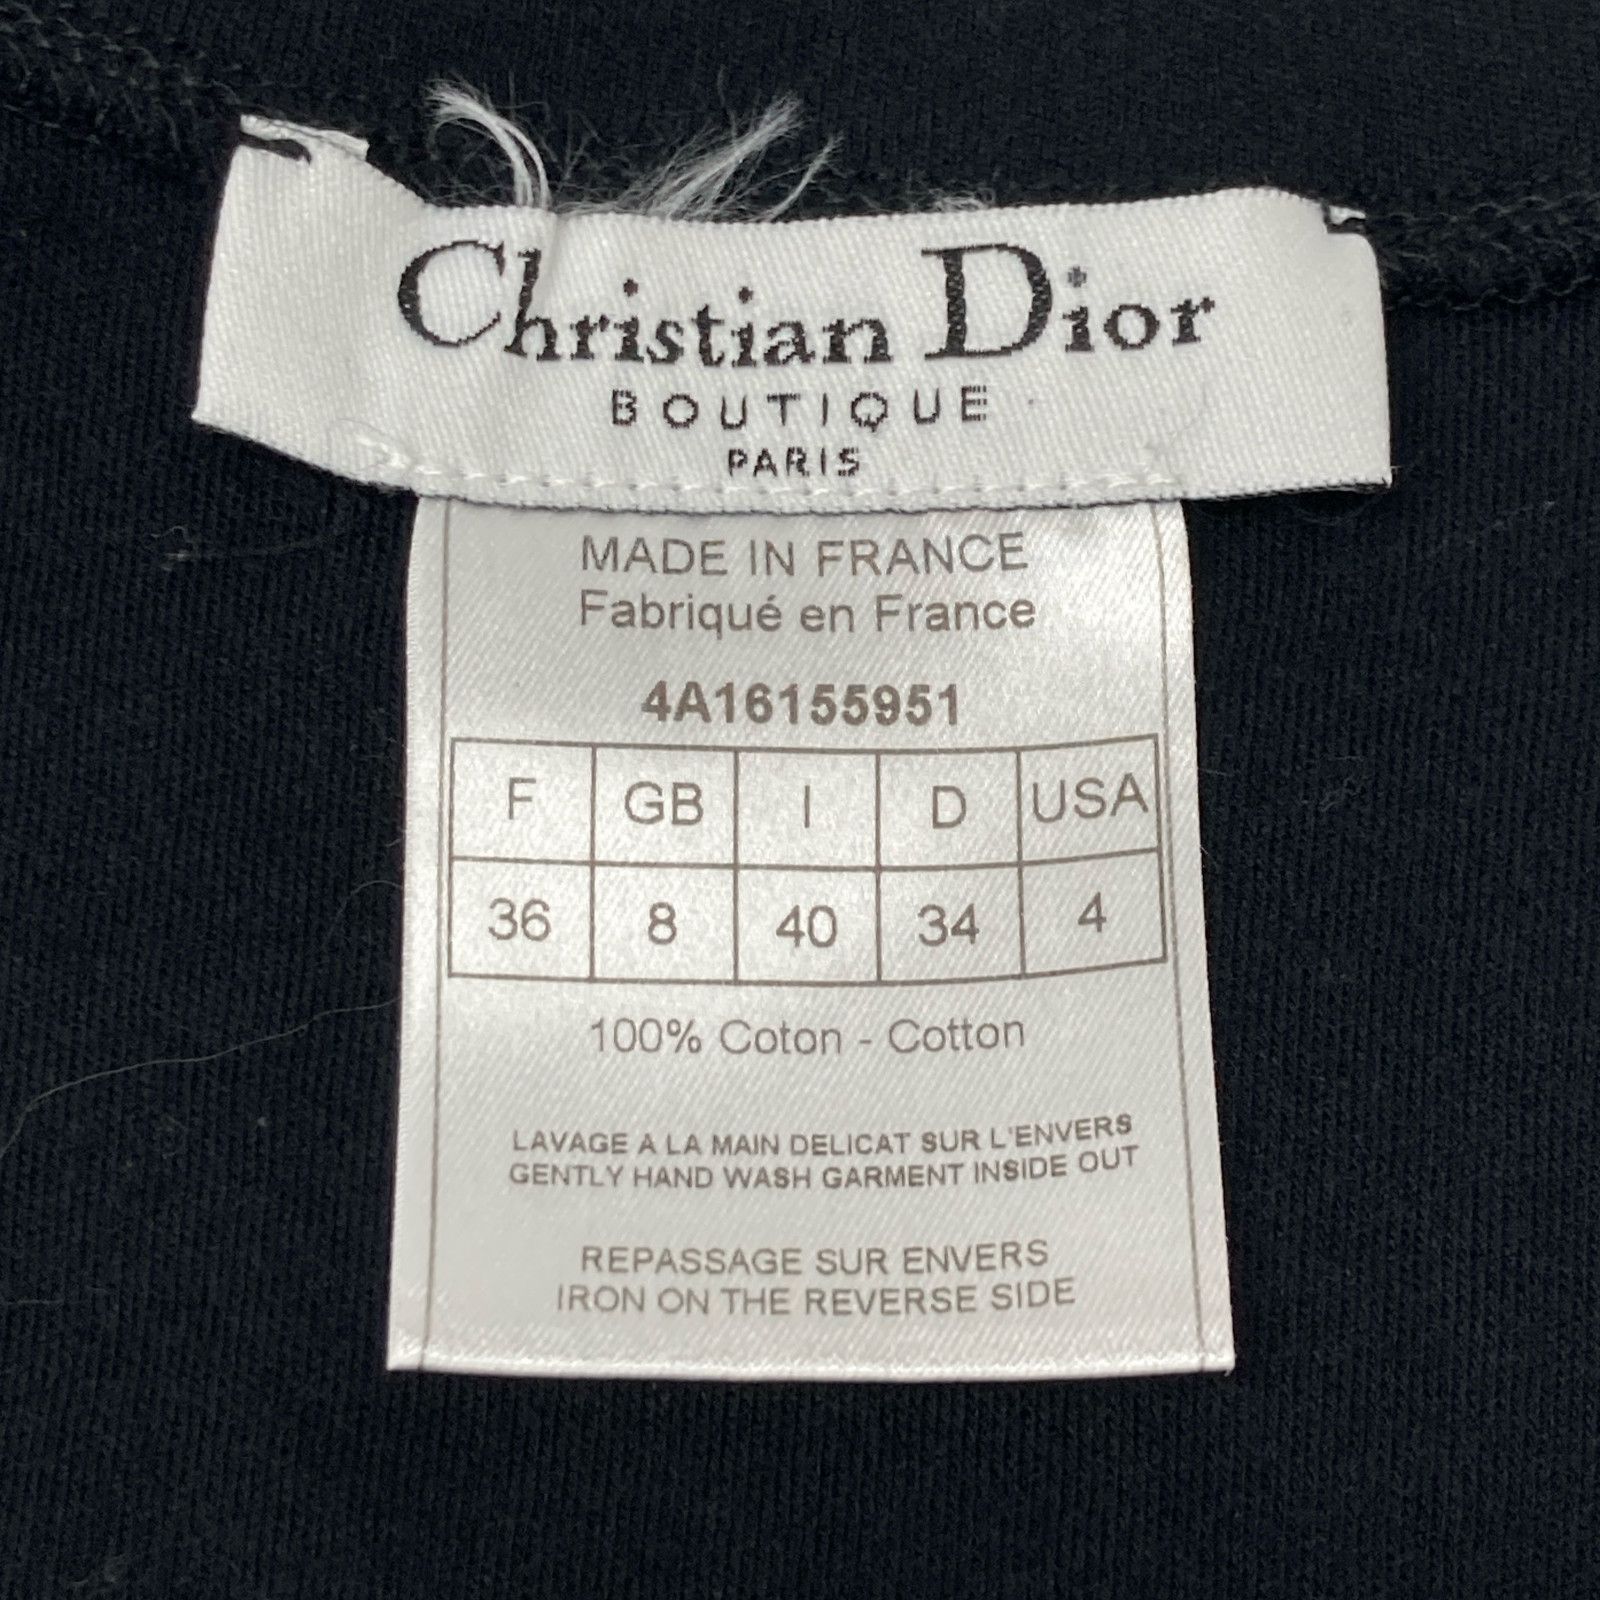 Christian Dior
BOUTIQUE
PARIS
MADE IN FRANCE
Fabriqué en France
4A16155951
F GB I D USA
36 8 40 34 4
100% Coton - Cotton
LAVAGE A LA MAIN DELICAT SUR L'ENVERS
GENTLY HAND WASH GARMENT INSIDE OUT
REPASSAGE SUR ENVERS
IRON ON THE REVERSE SIDE